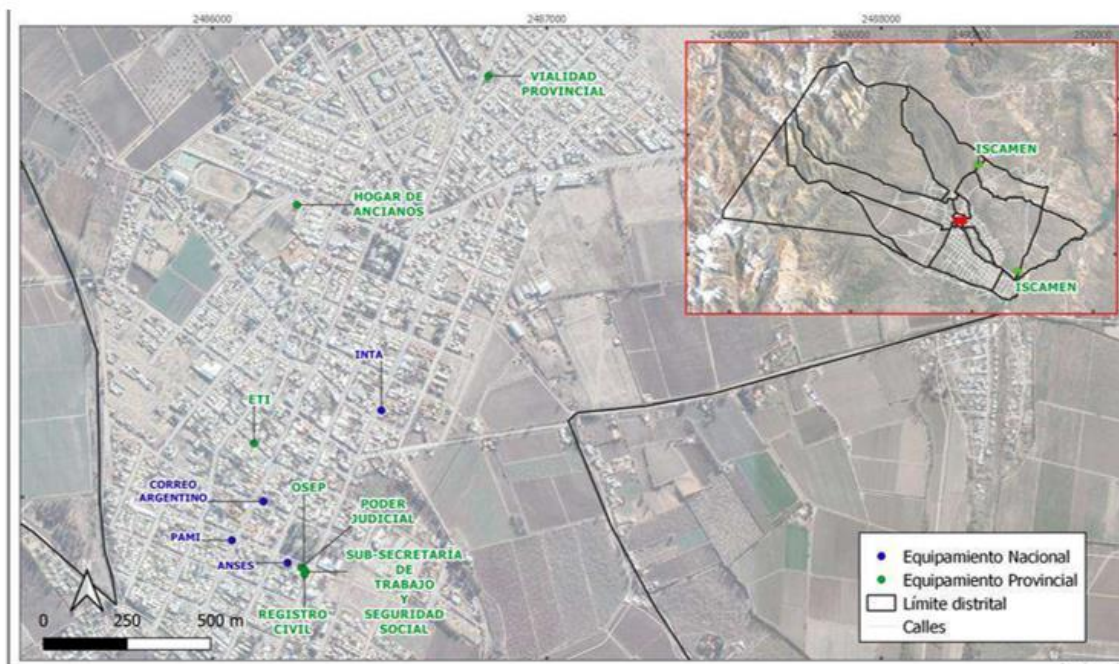 2486000 2487000 2488000
2430000 2460000 2490000 2520000
VIALIDAD
PROVINCIAL
ISCAMEN
HOGAR DE
ANCIANOS
ISCAMEN
INTA
ETI
CORREO
ARGENTINO
OSEP
PODER
JUDICIAL
PAMI
ANSES
SUB-SECRETARÍA
DE
TRABAJO
Y
SEGURIDAD
SOCIAL
REGISTRO
CIVIL
0 250 500 m
Equipamiento Nacional
Equipamiento Provincial
Límite distrital
Calles